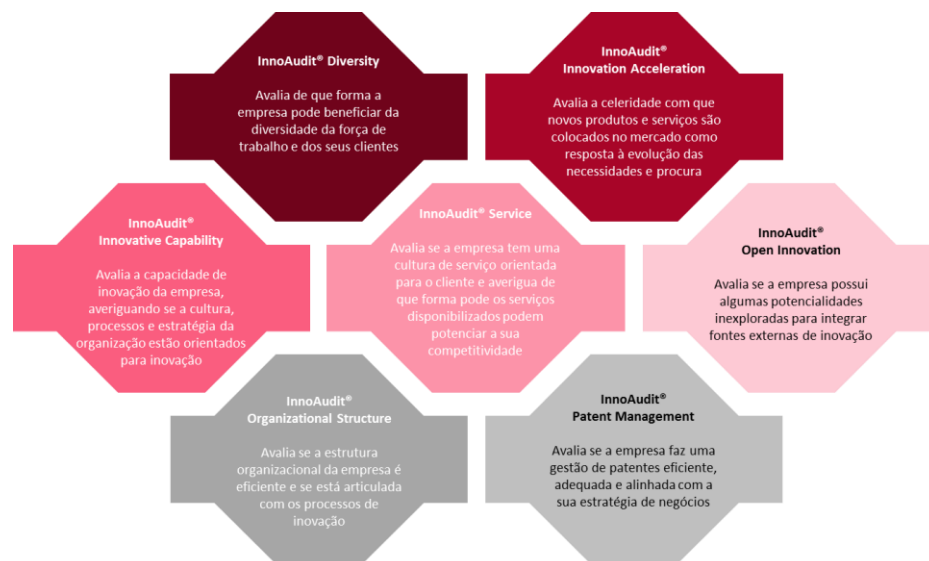 InnoAudit® Diversity
Avalia de que forma a
empresa pode beneficiar da
diversidade da força de
trabalho e dos seus clientes
InnoAudit®
Innovation Acceleration
Avalia a celeridade com que
novos produtos e serviços são
colocados no mercado como
resposta à evolução das
necessidades e procura
InnoAudit®
Innovative Capability
Avalia a capacidade de
inovação da empresa,
averiguando se a cultura,
processos e estratégia da
organização estão orientados
para inovação
InnoAudit® Service
Avalia se a empresa tem uma
cultura de serviço orientada
para o cliente e averigua de
que forma pode os serviços
disponibilizados podem
potenciar a sua
competitividade
InnoAudit®
Open Innovation
Avalia se a empresa possui
algumas potencialidades
inexploradas para integrar
fontes externas de inovação
InnoAudit®
Organizational Structure
Avalia se a estrutura
organizacional da empresa é
eficiente e se está articulada
com os processos de
inovação
InnoAudit®
Patent Management
Avalia se a empresa faz uma
gestão de patentes eficiente,
adequada e alinhada com a
sua estratégia de negócios